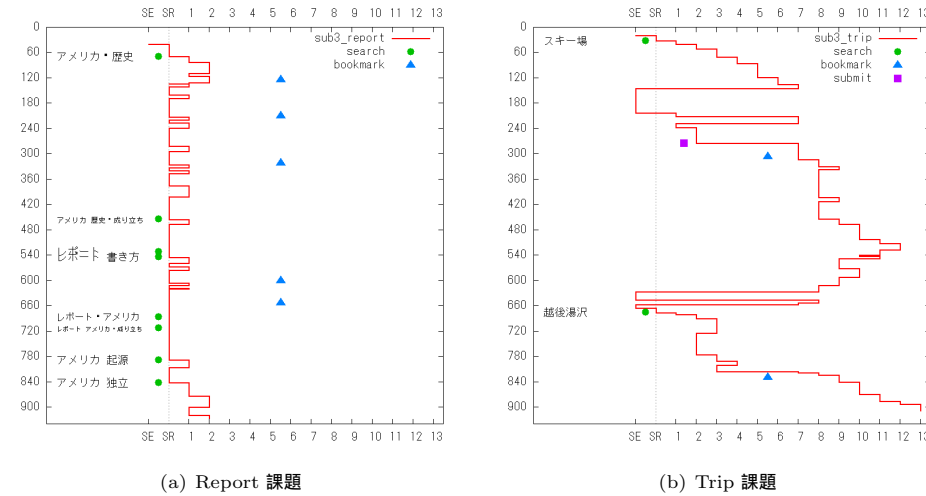 SE SR 1 2 3 4 5 6 7 8 9 10 11 12 13
0
60
120
180
240
300
360
420
480
540
600
660
720
780
840
900
sub3_report
search
bookmark
アメリカ・歴史
アメリカ 歴史・成り立ち
レポート
レポート 書き方
レポート・アメリカ
レポート アメリカ・成り立ち
アメリカ 起源
アメリカ 独立
SE SR 1 2 3 4 5 6 7 8 9 10 11 12 13
(a) Report 課題
SE SR 1 2 3 4 5 6 7 8 9 10 11 12 13
0
60
120
180
240
300
360
420
480
540
600
660
720
780
840
900
sub3_trip
search
bookmark
submit
スキー場
越後湯沢
SE SR 1 2 3 4 5 6 7 8 9 10 11 12 13
(b) Trip 課題